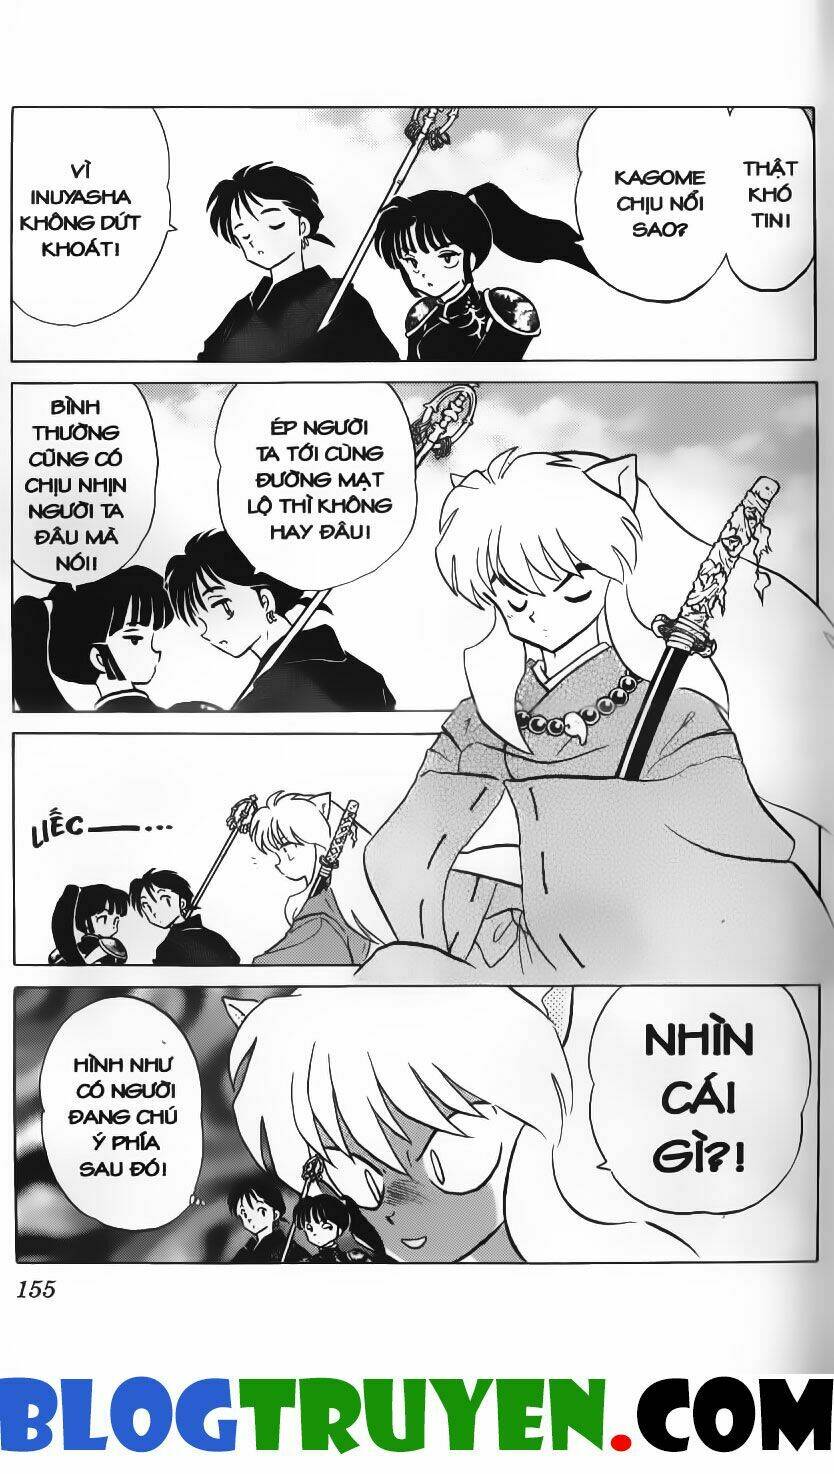 THẬT
KHÓ
TIN!
KAGOME
CHỊU NỔI
SAO?
VÌ
INUYASHA
KHÔNG DỨT
KHOÁT!
ÉP NGƯỜI
TA TỚI CÙNG
ĐƯỜNG MẠT
LỘ THÌ KHÔNG
HAY ĐÂU!
BÌNH
THƯỜNG
CŨNG CÓ
CHỊU NHỊN
NGƯỜI TA
ĐÂU MÀ
NÓI!
LIẾC—...
NHÌN
CÁI
GÌ?!
HÌNH NHƯ
CÓ NGƯỜI
ĐANG CHÚ
Ý PHÍA
SAU ĐÓ!
155
BLOGTRUYEN.COM